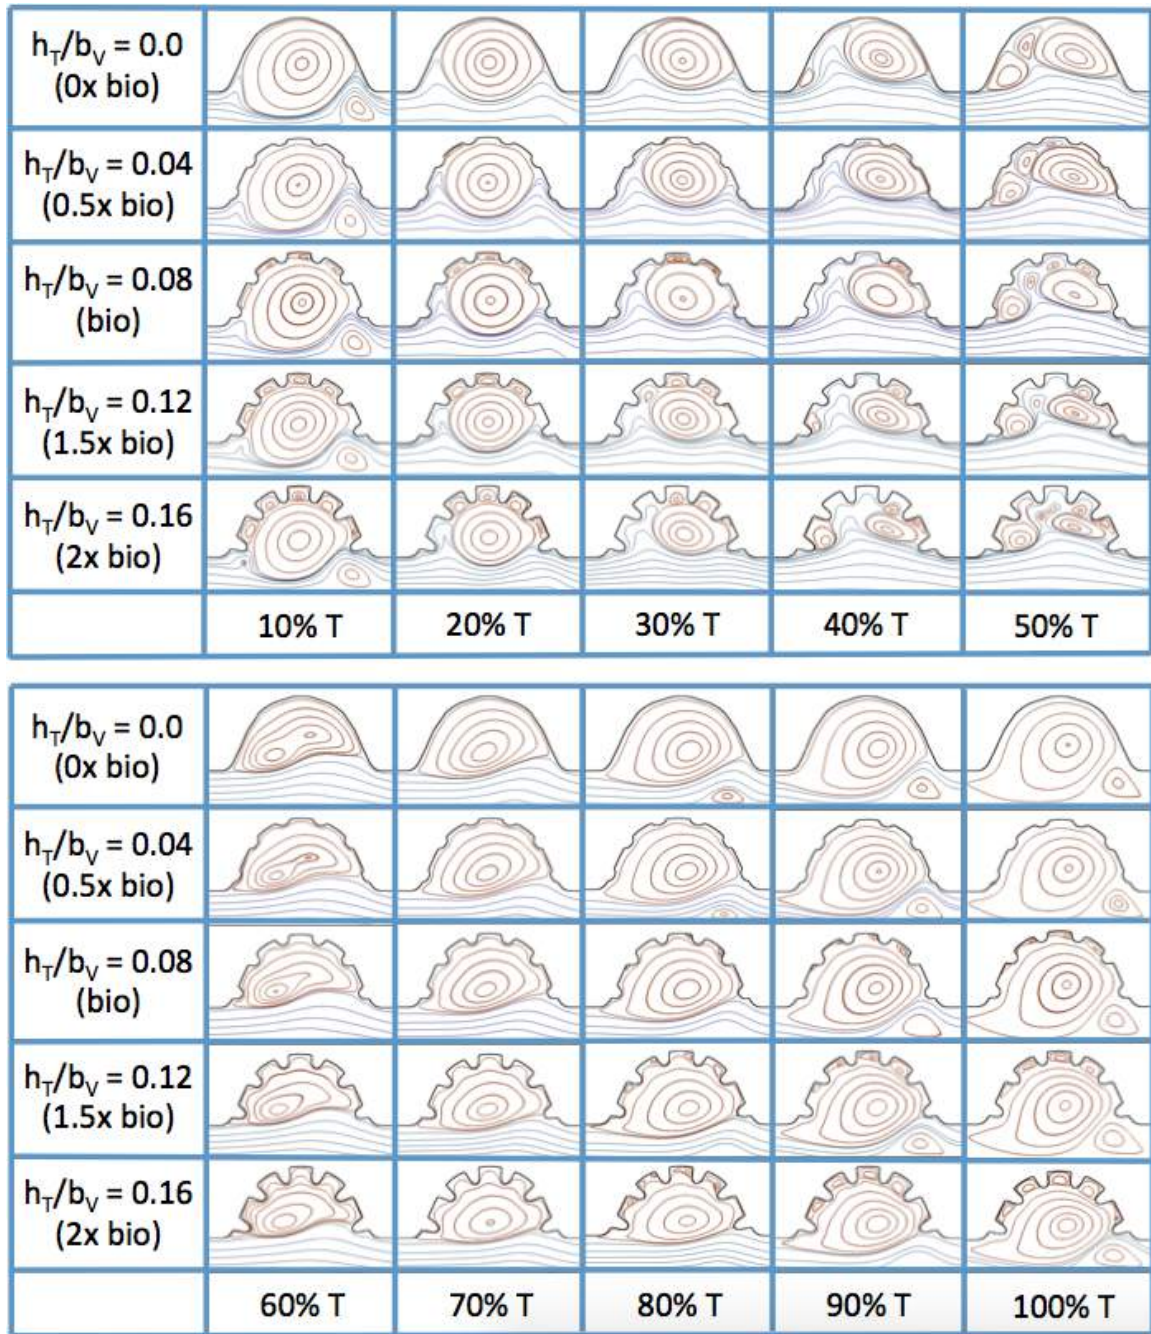 h_T/b_V = 0.0
(0x bio)
h_T/b_V = 0.04
(0.5x bio)
h_T/b_V = 0.08
(bio)
h_T/b_V = 0.12
(1.5x bio)
h_T/b_V = 0.16
(2x bio)
10% T 20% T 30% T 40% T 50% T
h_T/b_V = 0.0
(0x bio)
h_T/b_V = 0.04
(0.5x bio)
h_T/b_V = 0.08
(bio)
h_T/b_V = 0.12
(1.5x bio)
h_T/b_V = 0.16
(2x bio)
60% T 70% T 80% T 90% T 100% T